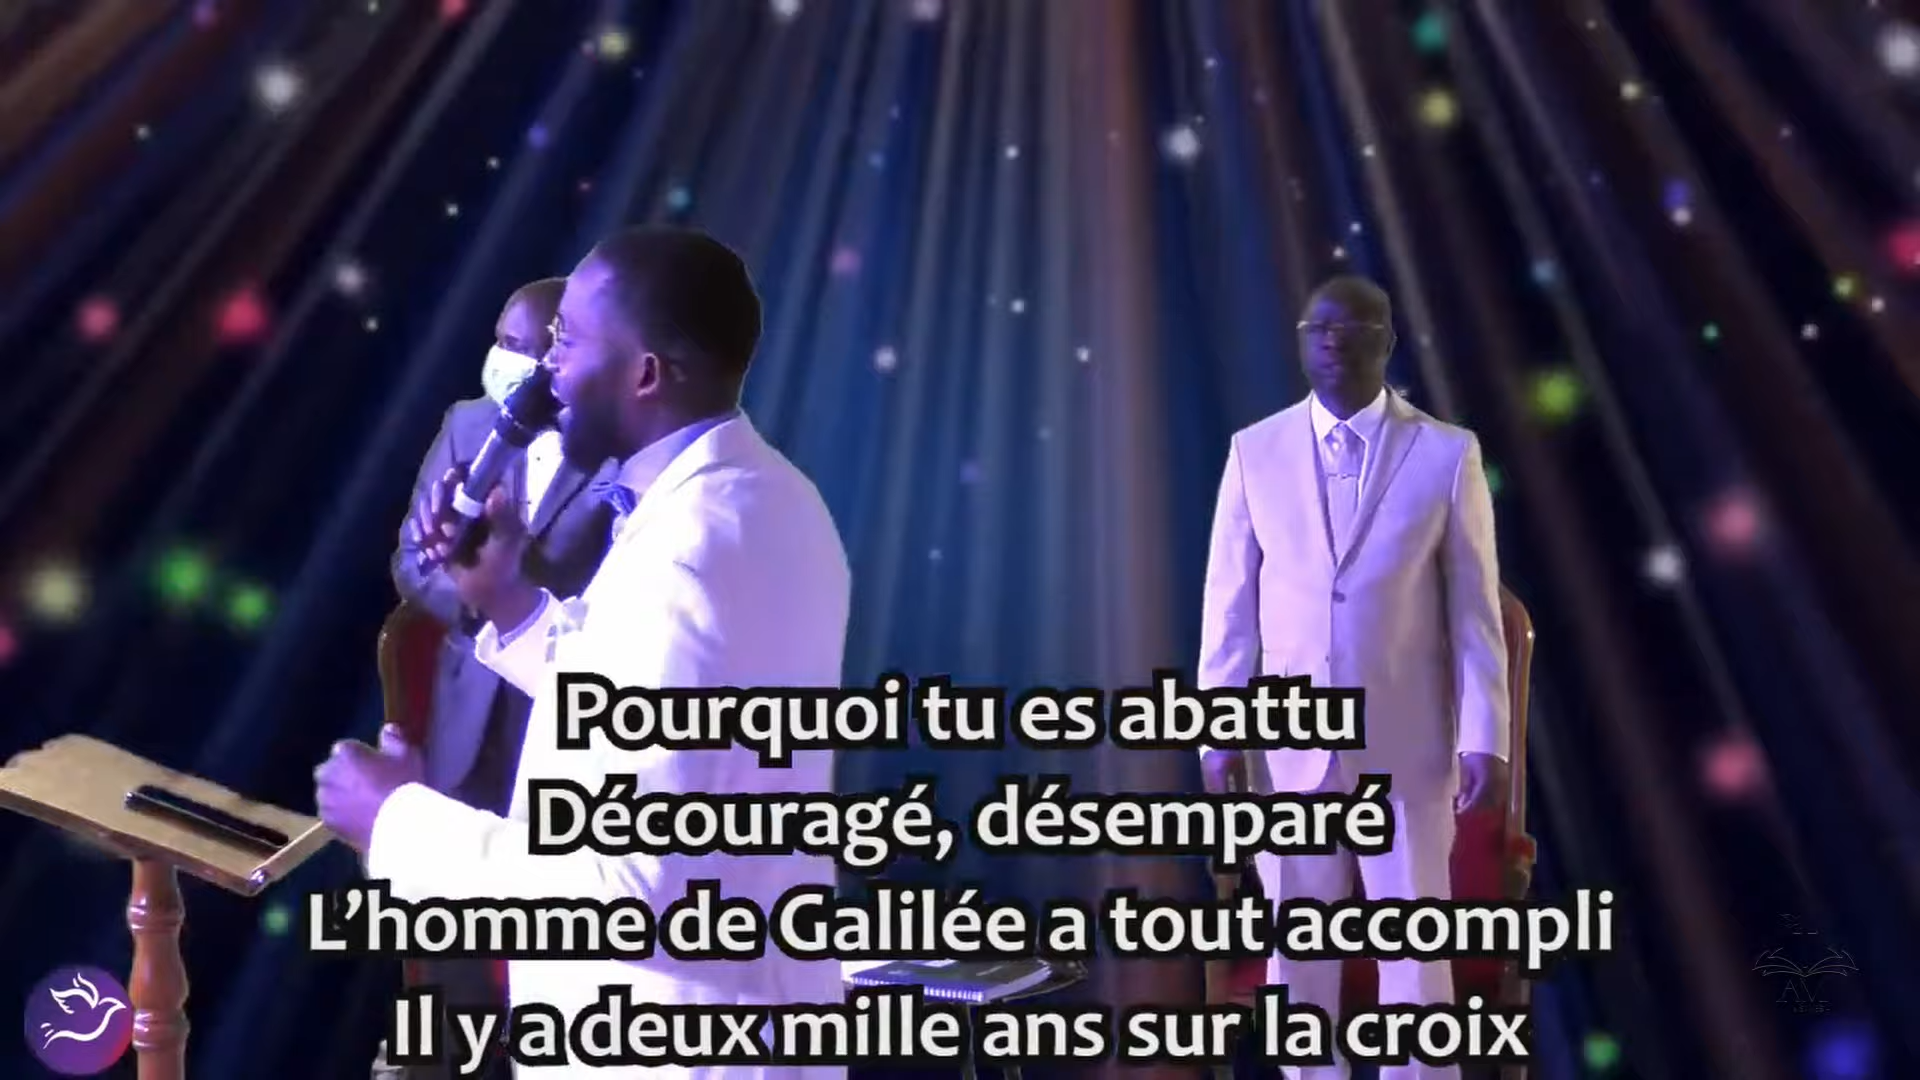 Pourquoi tu es abattu
Découragé, désemparé
L'homme de Galilée a tout accompli
Il y a deux mille ans sur la croix